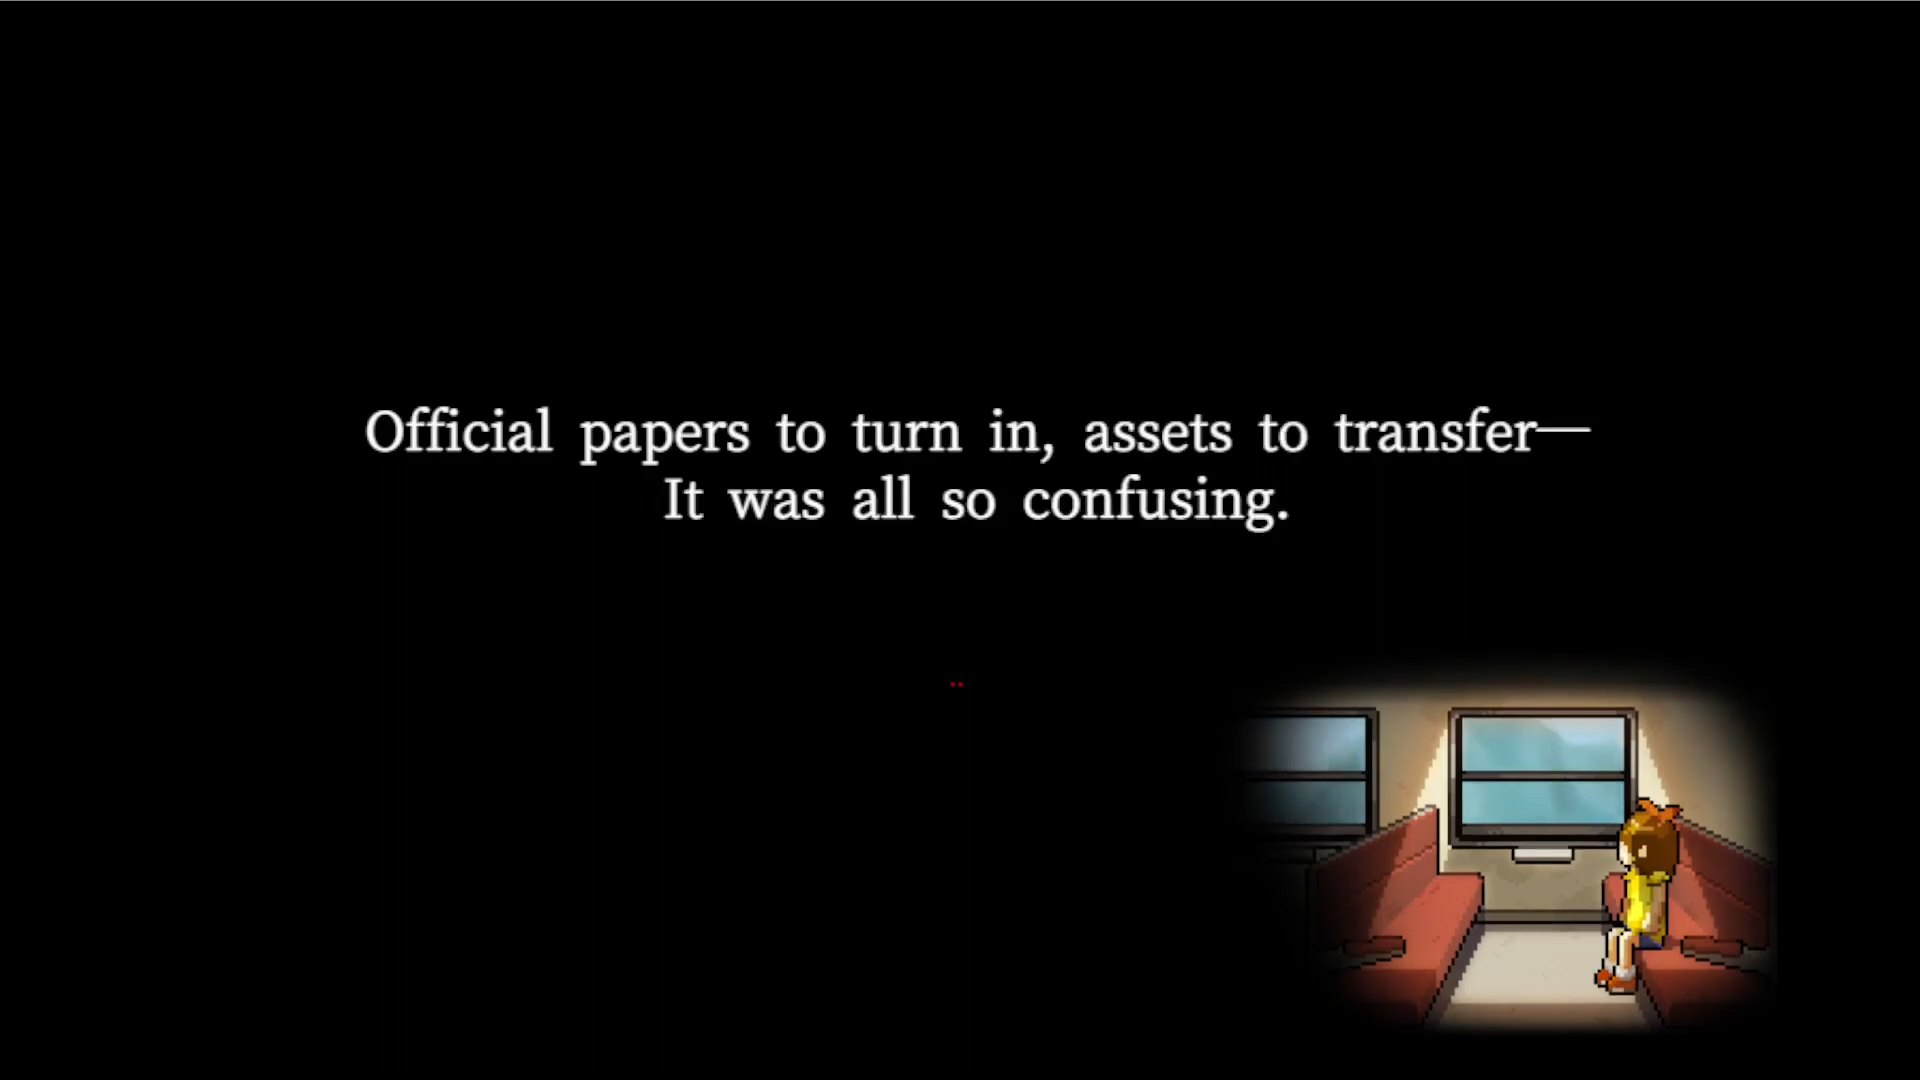 Official papers to turn in, assets to transfer—
It was all so confusing.